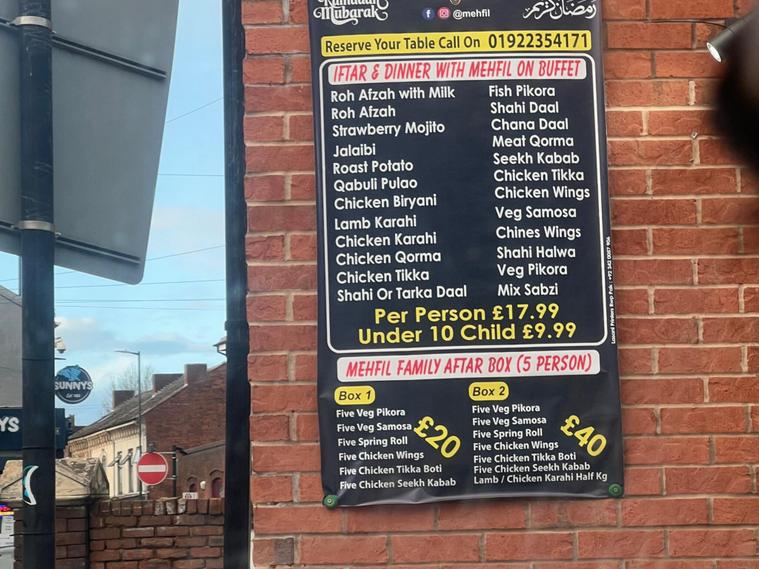 Ramadan
Mubarak
@mehfil
رمضان كريم
Reserve Your Table Call On 01922354171
IFTAR & DINNER WITH MEHFIL ON BUFFET
Roh Afzah with Milk
Roh Afzah
Strawberry Mojito
Jalaibi
Roast Potato
Qabuli Pulao
Chicken Biryani
Lamb Karahi
Chicken Karahi
Chicken Qorma
Chicken Tikka
Shahi Or Tarka Daal
Fish Pikora
Shahi Daal
Chana Daal
Meat Qorma
Seekh Kabab
Chicken Tikka
Chicken Wings
Veg Samosa
Chines Wings
Shahi Halwa
Veg Pikora
Mix Sabzi
Per Person £17.99
Under 10 Child £9.99
MEHFIL FAMILY AFTAR BOX (5 PERSON)
Box 1
Five Veg Pikora
Five Veg Samosa
Five Spring Roll
Five Chicken Wings
Five Chicken Tikka Boti
Five Chicken Seekh Kabab
£20
Box 2
Five Veg Pikora
Five Veg Samosa
Five Spring Roll
Five Chicken Wings
Five Chicken Tikka Boti
Five Chicken Seekh Kabab
Lamb / Chicken Karahi Half Kg
£40
SUNNYS
YS